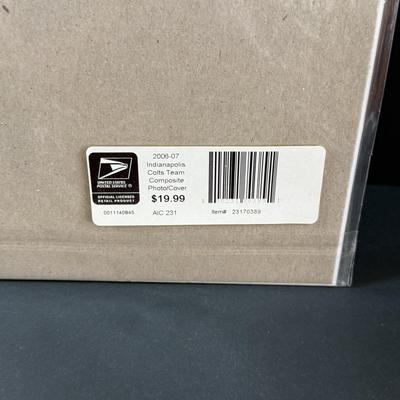 2006-07
Indianapolis
Colts Team
Composite
Photo/Cover
$19.99
AIC 231
UNITED STATES
POSTAL SERVICE ®
OFFICIAL LICENSED
RETAIL PRODUCT
Item# 23170389